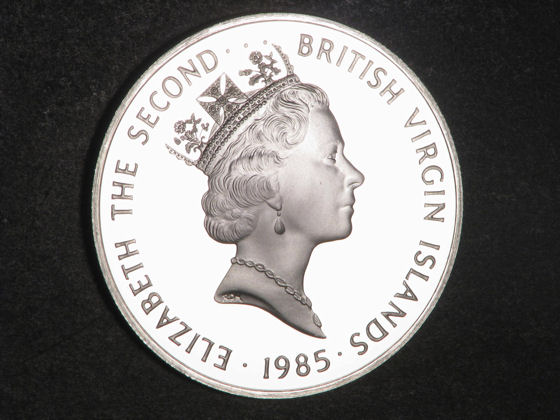 ELIZABETH THE SECOND · · · BRITISH VIRGIN ISLANDS · 1985 ·